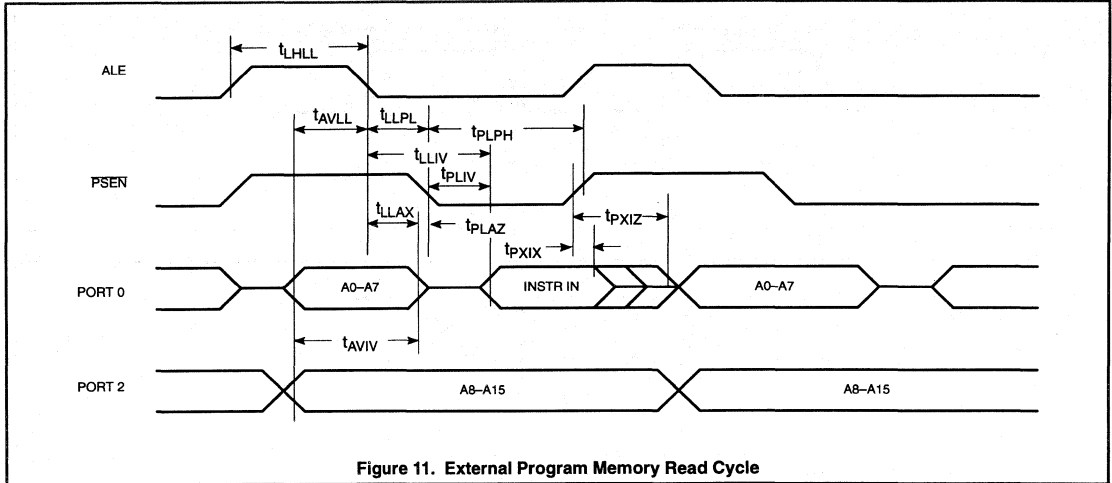 tLHLL
ALE
tAVLL
tLLPL
tPLPH
tLLIV
PSEN
tPLIV
tLLAX
tPLAZ
tPXIZ
tPXIX
PORT 0
A0–A7
INSTR IN
A0–A7
tAVIV
PORT 2
A8–A15
A8–A15
Figure 11. External Program Memory Read Cycle